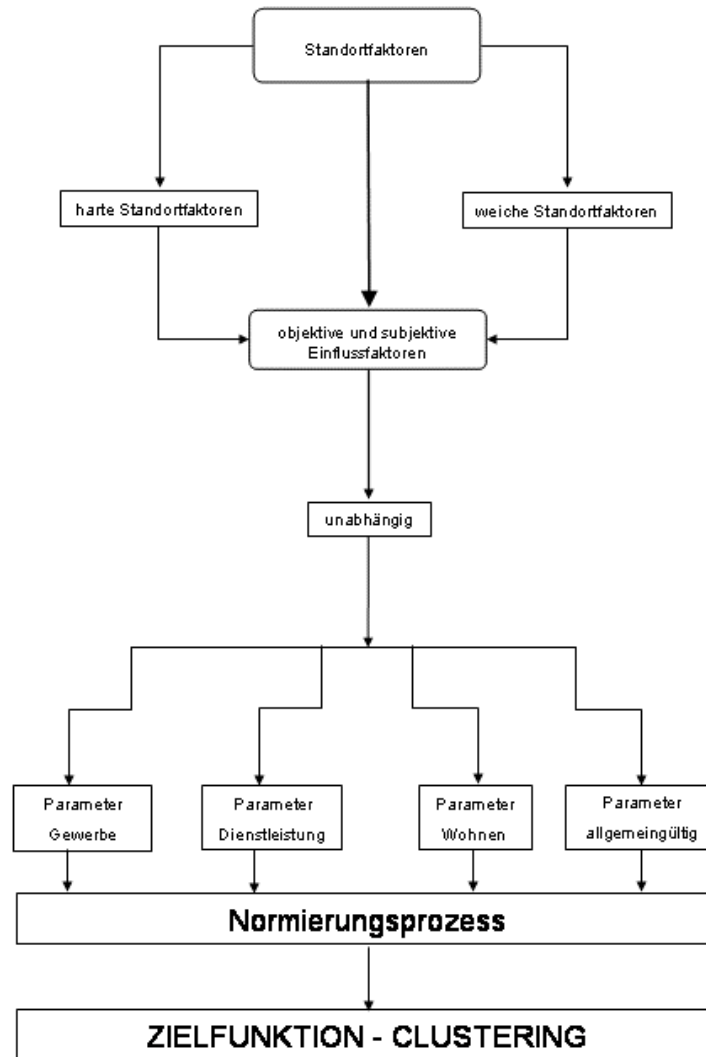 Standortfaktoren
harte Standortfaktoren
weiche Standortfaktoren
objektive und subjektive
Einflussfaktoren
unabhängig
Parameter
Gewerbe
Parameter
Dienstleistung
Parameter
Wohnen
Parameter
allgemeingültig
Normierungsprozess
ZIELFUNKTION - CLUSTERING